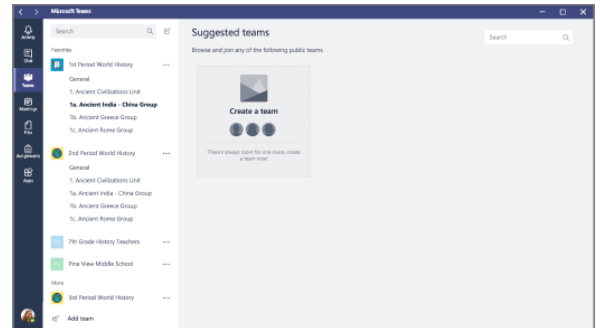 Microsoft Teams
Activity
Chat
Teams
Meetings
Files
Assignments
Apps
Search
Favorites
1st Period World History
General
1. Ancient Civilizations Unit
1a. Ancient India - China Group
1b. Ancient Greece Group
1c. Ancient Rome Group
2nd Period World History
General
1. Ancient Civilizations Unit
1a. Ancient India - China Group
1b. Ancient Greece Group
1c. Ancient Rome Group
7th Grade History Teachers
Pine View Middle School
More
3rd Period World History
Add team
Suggested teams
Search
Browse and join any of the following public teams
Create a team
There's always room for one more, create
a team now!